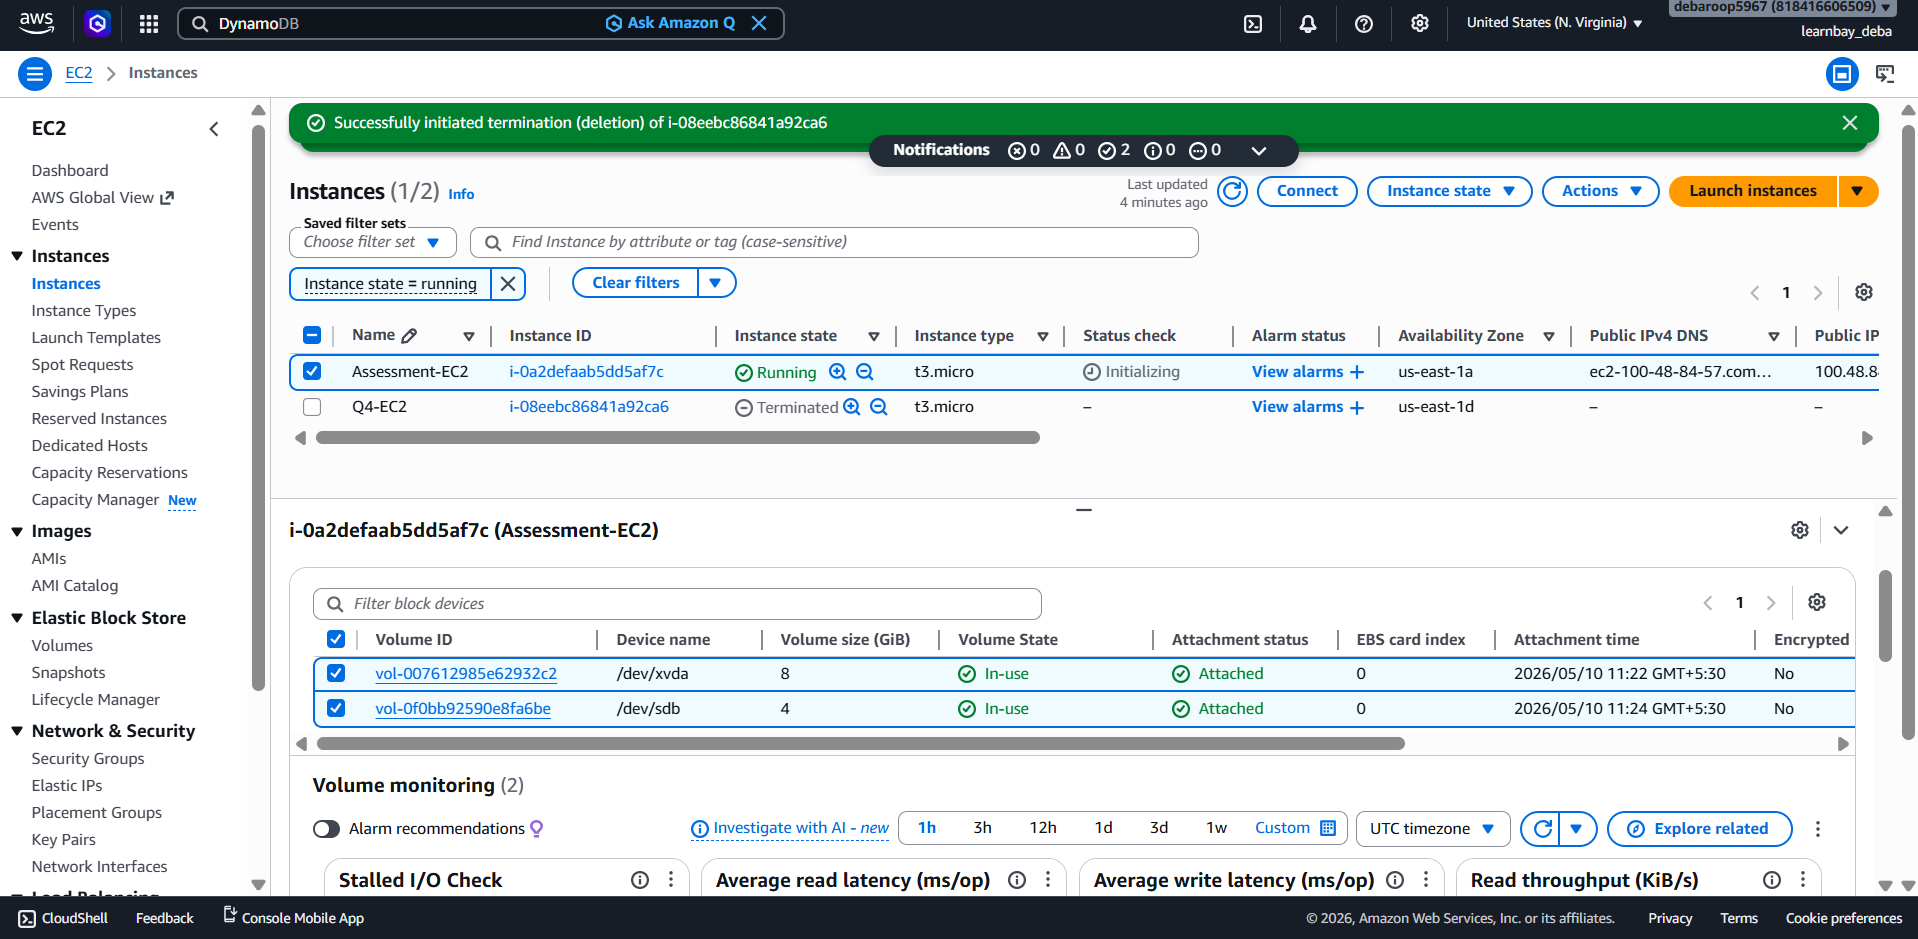 aws
DynamoDB
Ask Amazon Q
United States (N. Virginia)
debaroop5967 (818416606509)
learnbay_deba
EC2
Instances
EC2
Dashboard
AWS Global View
Events
Instances
Instances
Instance Types
Launch Templates
Spot Requests
Savings Plans
Reserved Instances
Dedicated Hosts
Capacity Reservations
Capacity Manager New
Images
AMIs
AMI Catalog
Elastic Block Store
Volumes
Snapshots
Lifecycle Manager
Network & Security
Security Groups
Elastic IPs
Placement Groups
Key Pairs
Network Interfaces
Load Balancing
Successfully initiated termination (deletion) of i-08eebc86841a92ca6
Notifications 0 0 2 0 0
Instances (1/2) Info
Last updated
4 minutes ago
Connect
Instance state
Actions
Launch instances
Saved filter sets
Choose filter set
Find Instance by attribute or tag (case-sensitive)
Instance state = running
Clear filters
1
Name Instance ID Instance state Instance type Status check Alarm status Availability Zone Public IPv4 DNS Public IP
Assessment-EC2 i-0a2defaab5dd5af7c Running t3.micro Initializing View alarms + us-east-1a ec2-100-48-84-57.com... 100.48.8
Q4-EC2 i-08eebc86841a92ca6 Terminated t3.micro – View alarms + us-east-1d – –
i-0a2defaab5dd5af7c (Assessment-EC2)
Filter block devices
1
Volume ID Device name Volume size (GiB) Volume State Attachment status EBS card index Attachment time Encrypted
vol-007612985e62932c2 /dev/xvda 8 In-use Attached 0 2026/05/10 11:22 GMT+5:30 No
vol-0f0bb92590e8fa6be /dev/sdb 4 In-use Attached 0 2026/05/10 11:24 GMT+5:30 No
Volume monitoring (2)
Alarm recommendations
Investigate with AI - new
1h 3h 12h 1d 3d 1w Custom
UTC timezone
Explore related
Stalled I/O Check
Average read latency (ms/op)
Average write latency (ms/op)
Read throughput (KiB/s)
CloudShell Feedback Console Mobile App
© 2026, Amazon Web Services, Inc. or its affiliates. Privacy Terms Cookie preferences